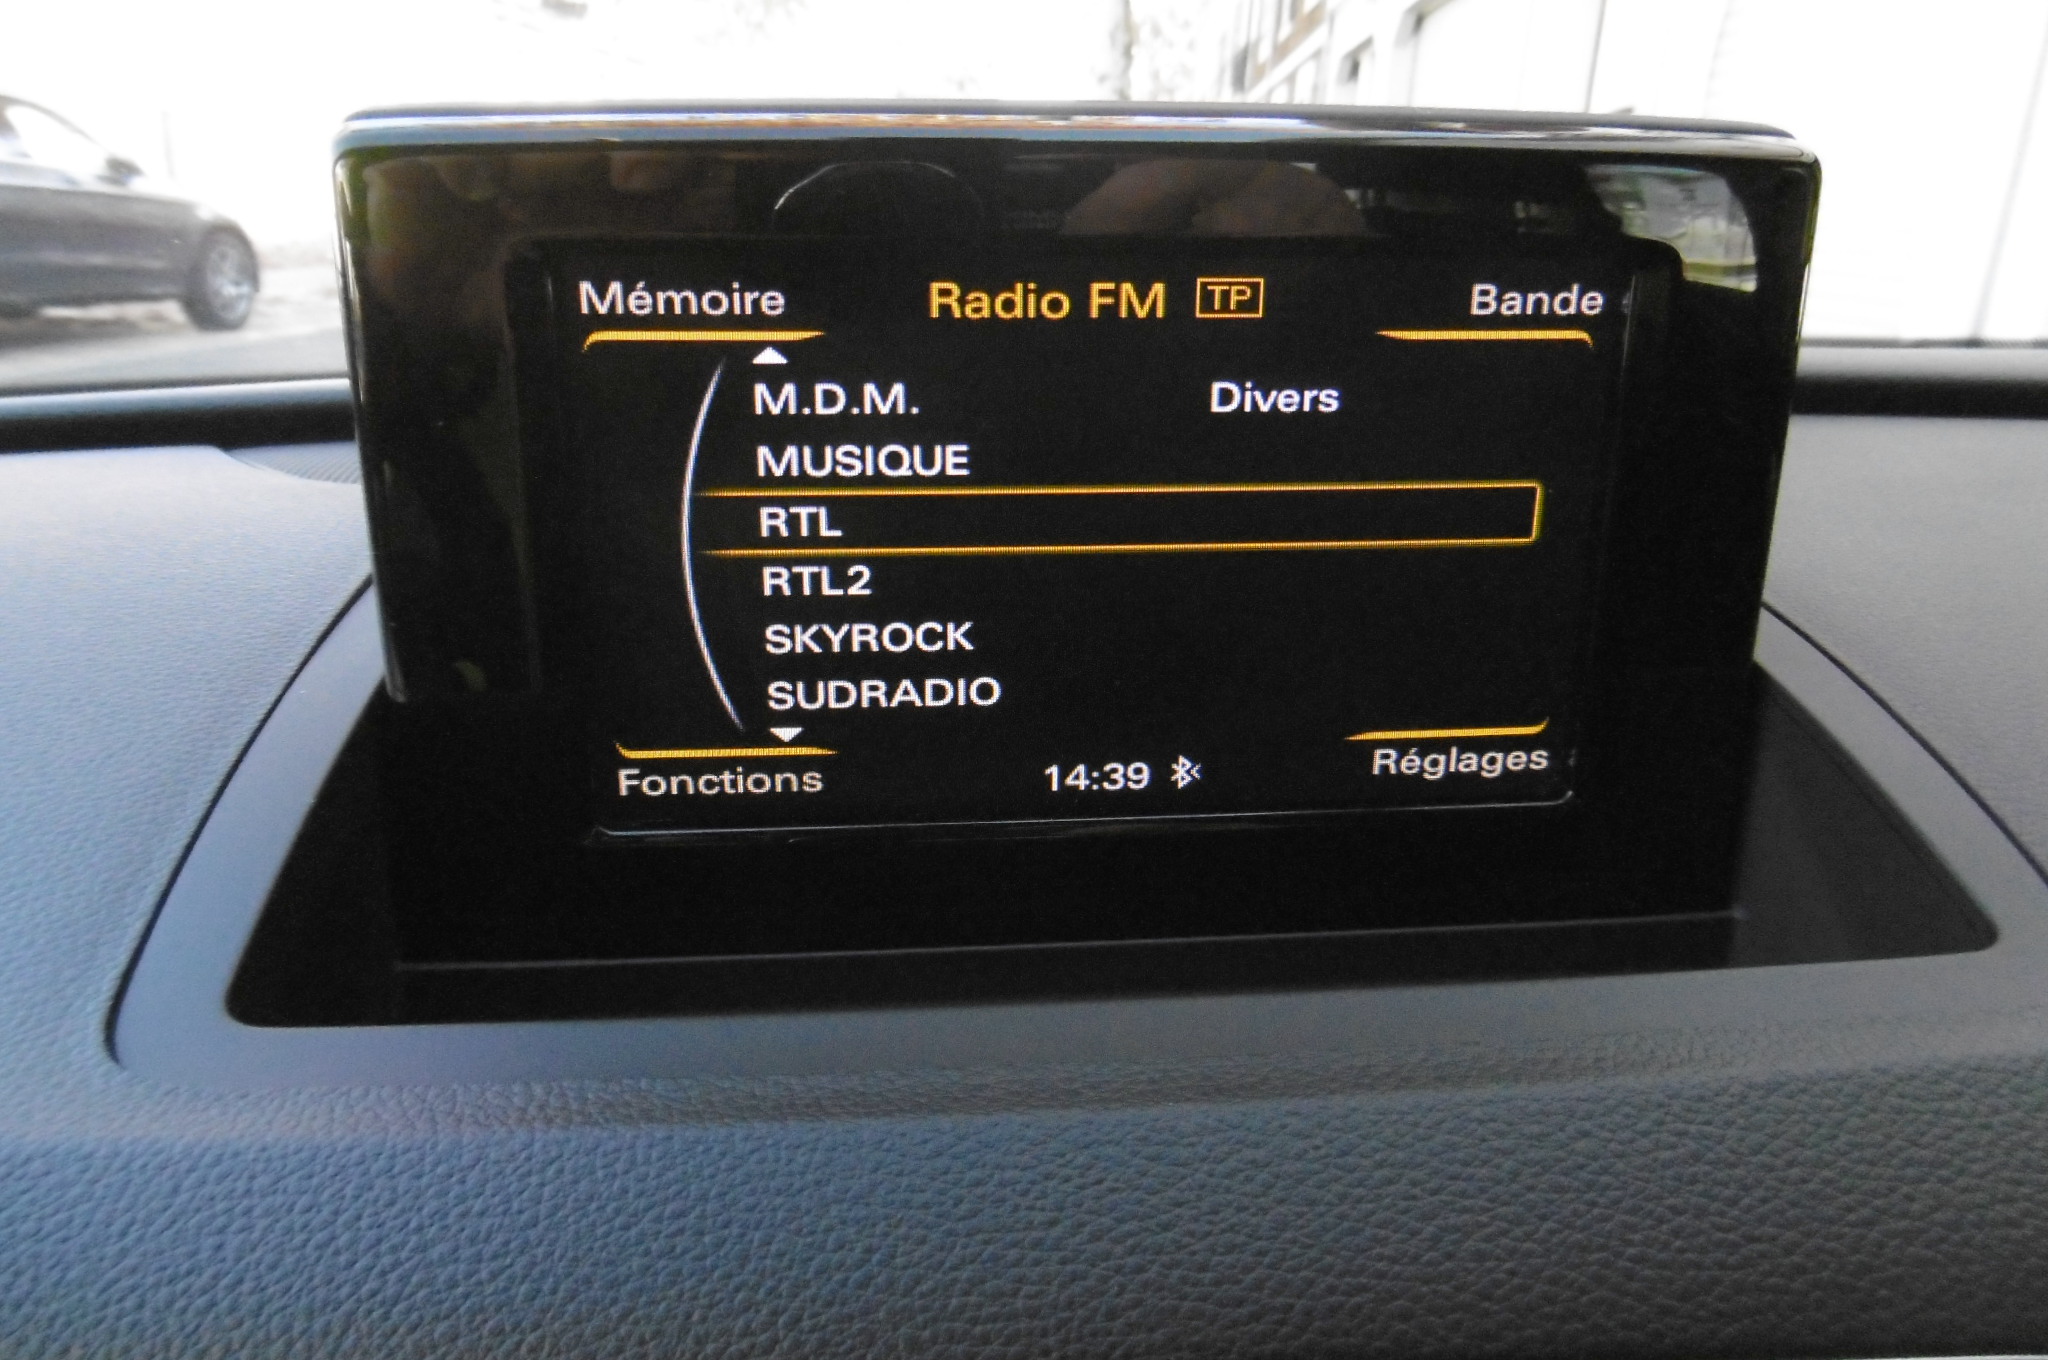 Mémoire Radio FM TP Bande
M.D.M. Divers
MUSIQUE
RTL
RTL2
SKYROCK
SUDRADIO
Fonctions 14:39 Réglages